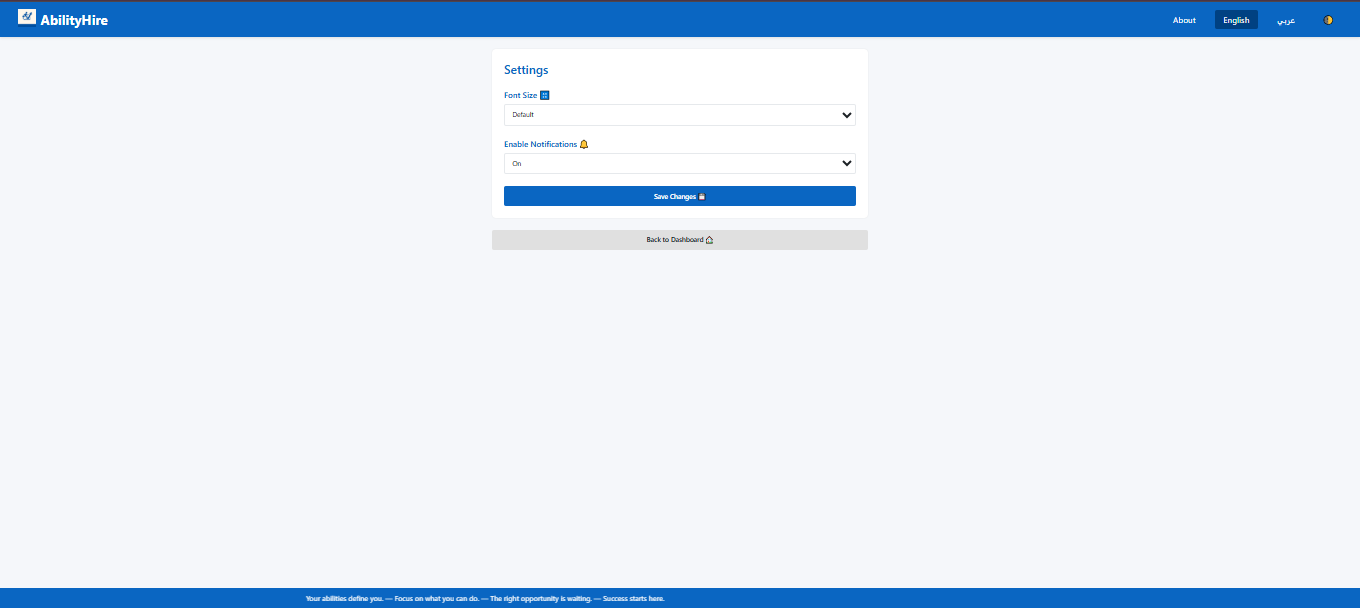 AbilityHire
About
English
عربي
Settings
Font Size
Default
Enable Notifications
On
Save Changes
Back to Dashboard
Your abilities define you. — Focus on what you can do. — The right opportunity is waiting. — Success starts here.